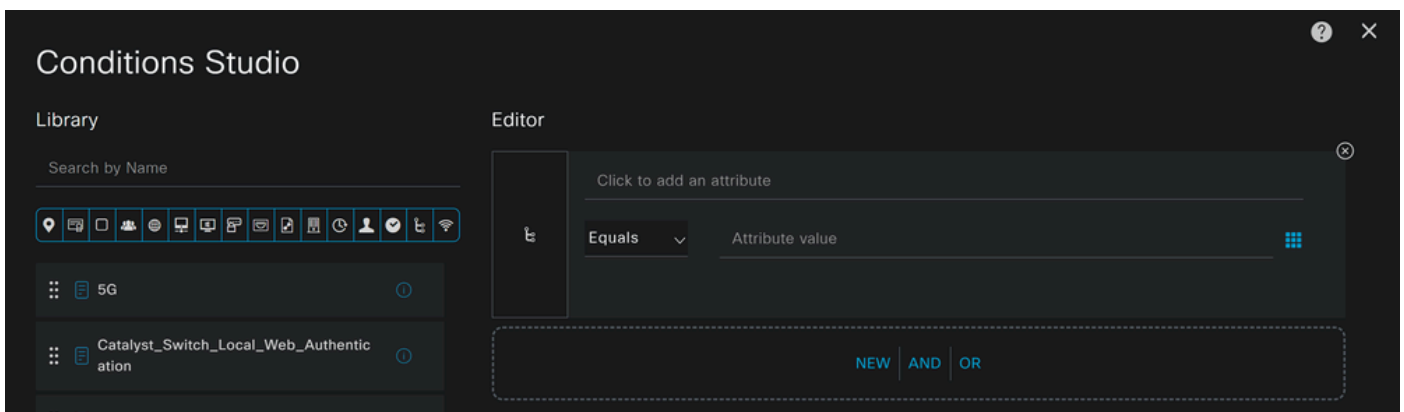 Conditions Studio
Library
Search by Name
5G
Catalyst_Switch_Local_Web_Authentic
ation
Editor
Click to add an attribute
Equals
Attribute value
NEW AND OR